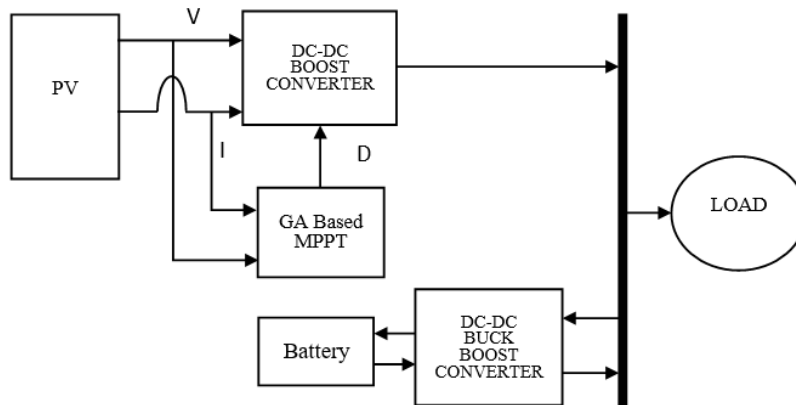 V
PV
DC-DC
BOOST
CONVERTER
I
D
GA Based
MPPT
LOAD
Battery
DC-DC
BUCK
BOOST
CONVERTER